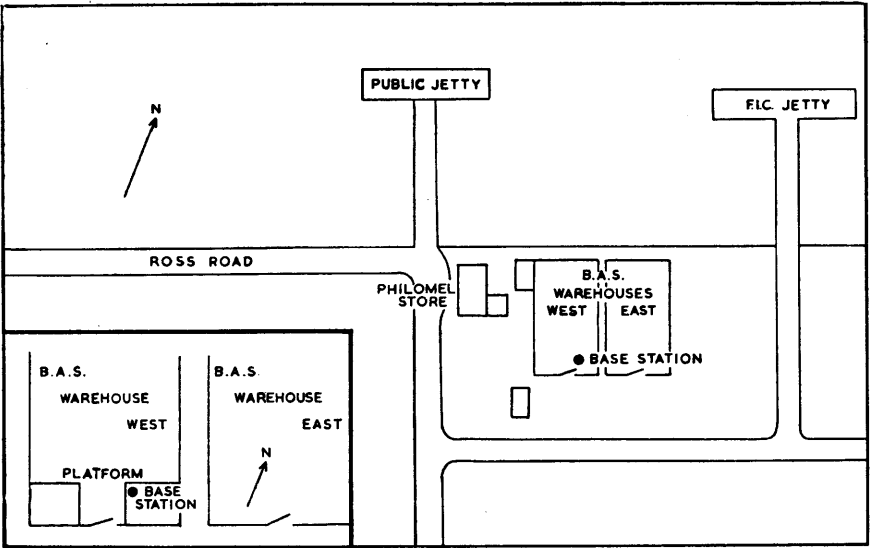 PUBLIC JETTY
F.I.C. JETTY
N
ROSS ROAD
PHILOMEL
STORE
B.A.S.
WAREHOUSES
WEST EAST
BASE STATION
B.A.S.
WAREHOUSE
WEST
B.A.S.
WAREHOUSE
EAST
N
PLATFORM
BASE
STATION